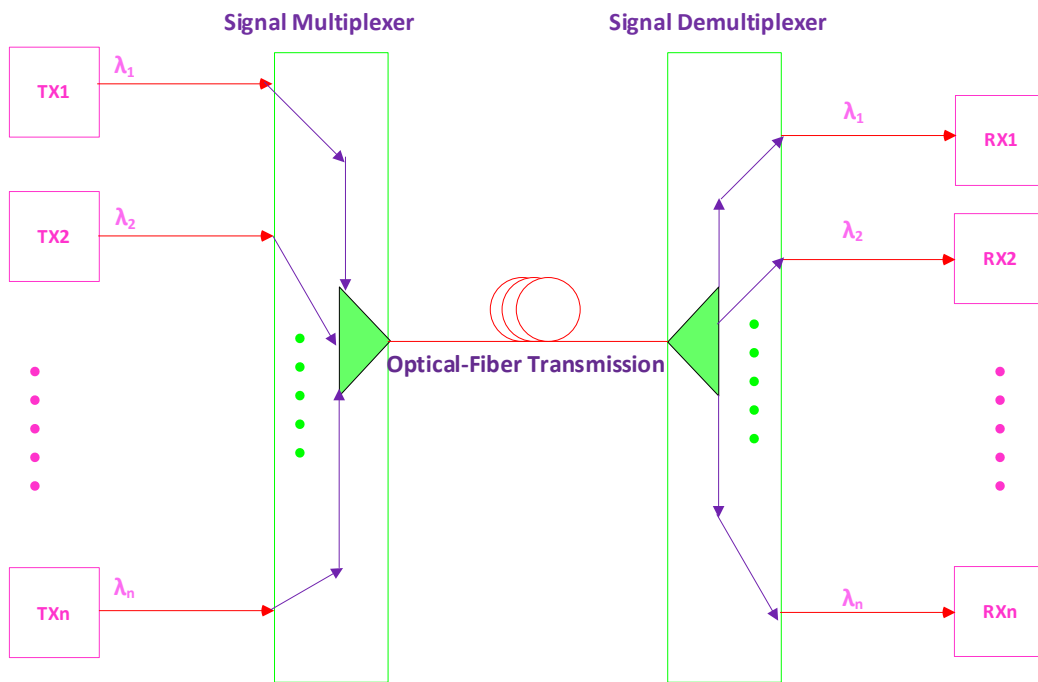 Signal Multiplexer
Signal Demultiplexer
TX1
λ₁
λ₁
RX1
TX2
λ₂
λ₂
RX2
Optical-Fiber Transmission
TXn
λₙ
λₙ
RXn